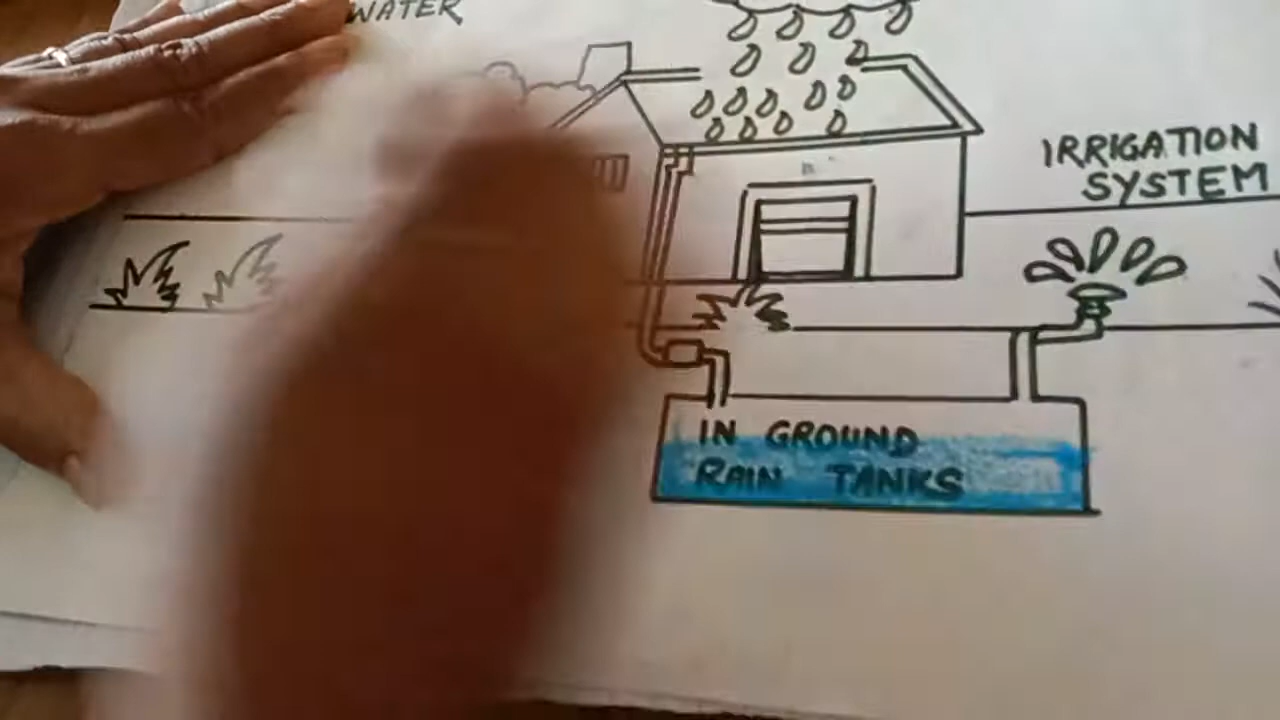 WATER
IRRIGATION
SYSTEM
IN GROUND
RAIN TANKS